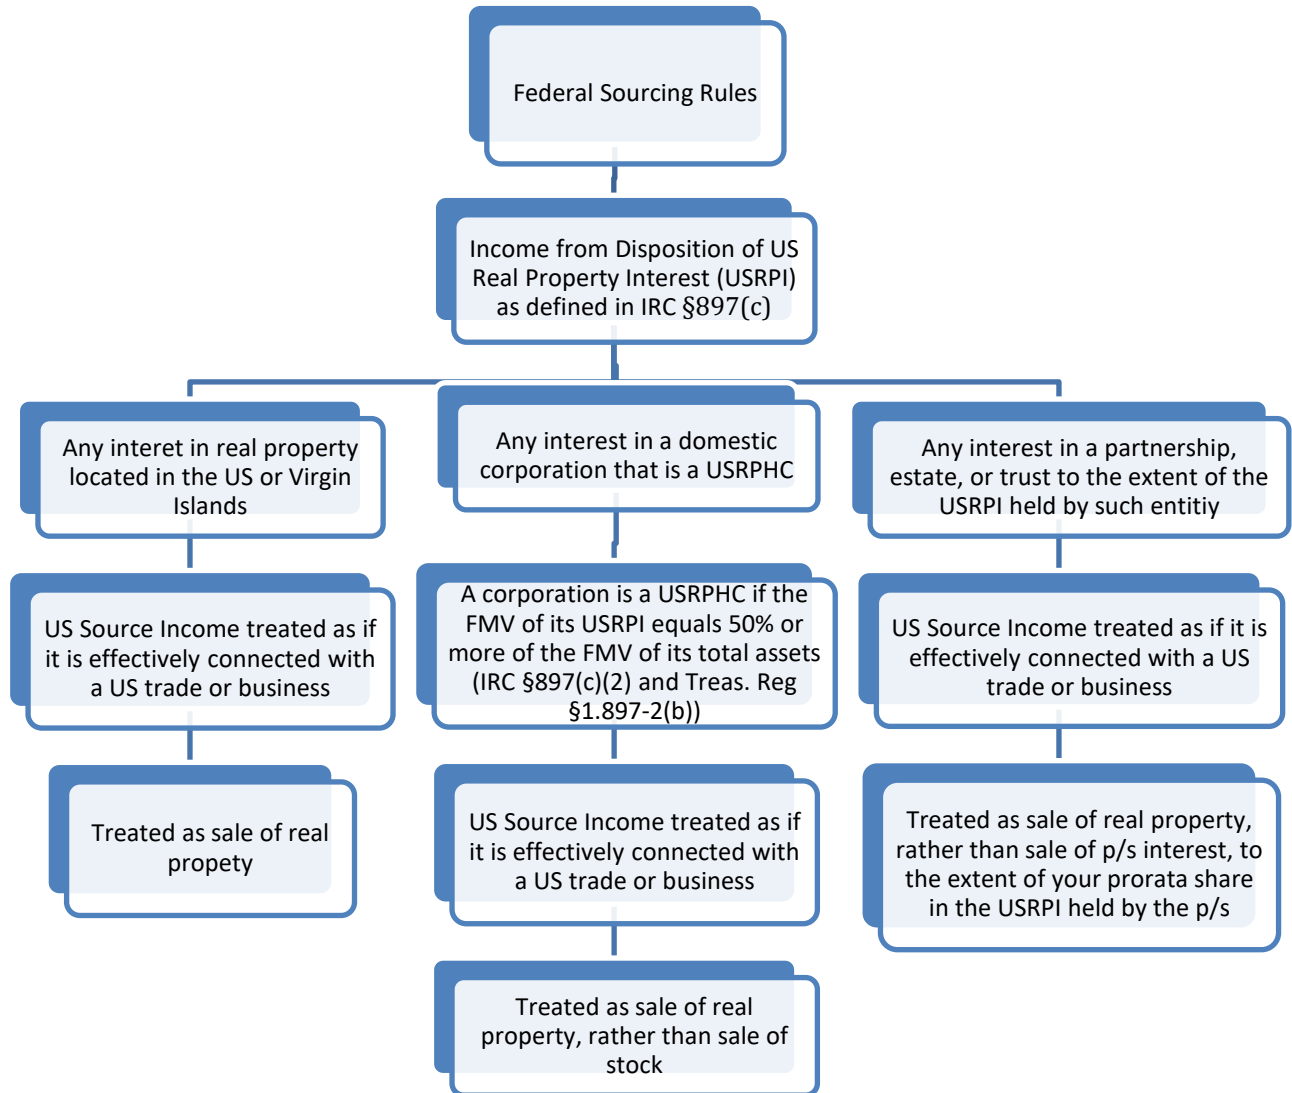 Federal Sourcing Rules
Income from Disposition of US
Real Property Interest (USRPI)
as defined in IRC §897(c)
Any interet in real property
located in the US or Virgin
Islands
Any interest in a domestic
corporation that is a USRPHC
Any interest in a partnership,
estate, or trust to the extent of the
USRPI held by such entitiy
US Source Income treated as if
it is effectively connected with
a US trade or business
A corporation is a USRPHC if the
FMV of its USRPI equals 50% or
more of the FMV of its total assets
(IRC §897(c)(2) and Treas. Reg
§1.897-2(b))
US Source Income treated as if it is
effectively connected with a US
trade or business
Treated as sale of real
propety
US Source Income treated as if
it is effectively connected with
a US trade or business
Treated as sale of real property,
rather than sale of p/s interest, to
the extent of your prorata share
in the USRPI held by the p/s
Treated as sale of real
property, rather than sale of
stock